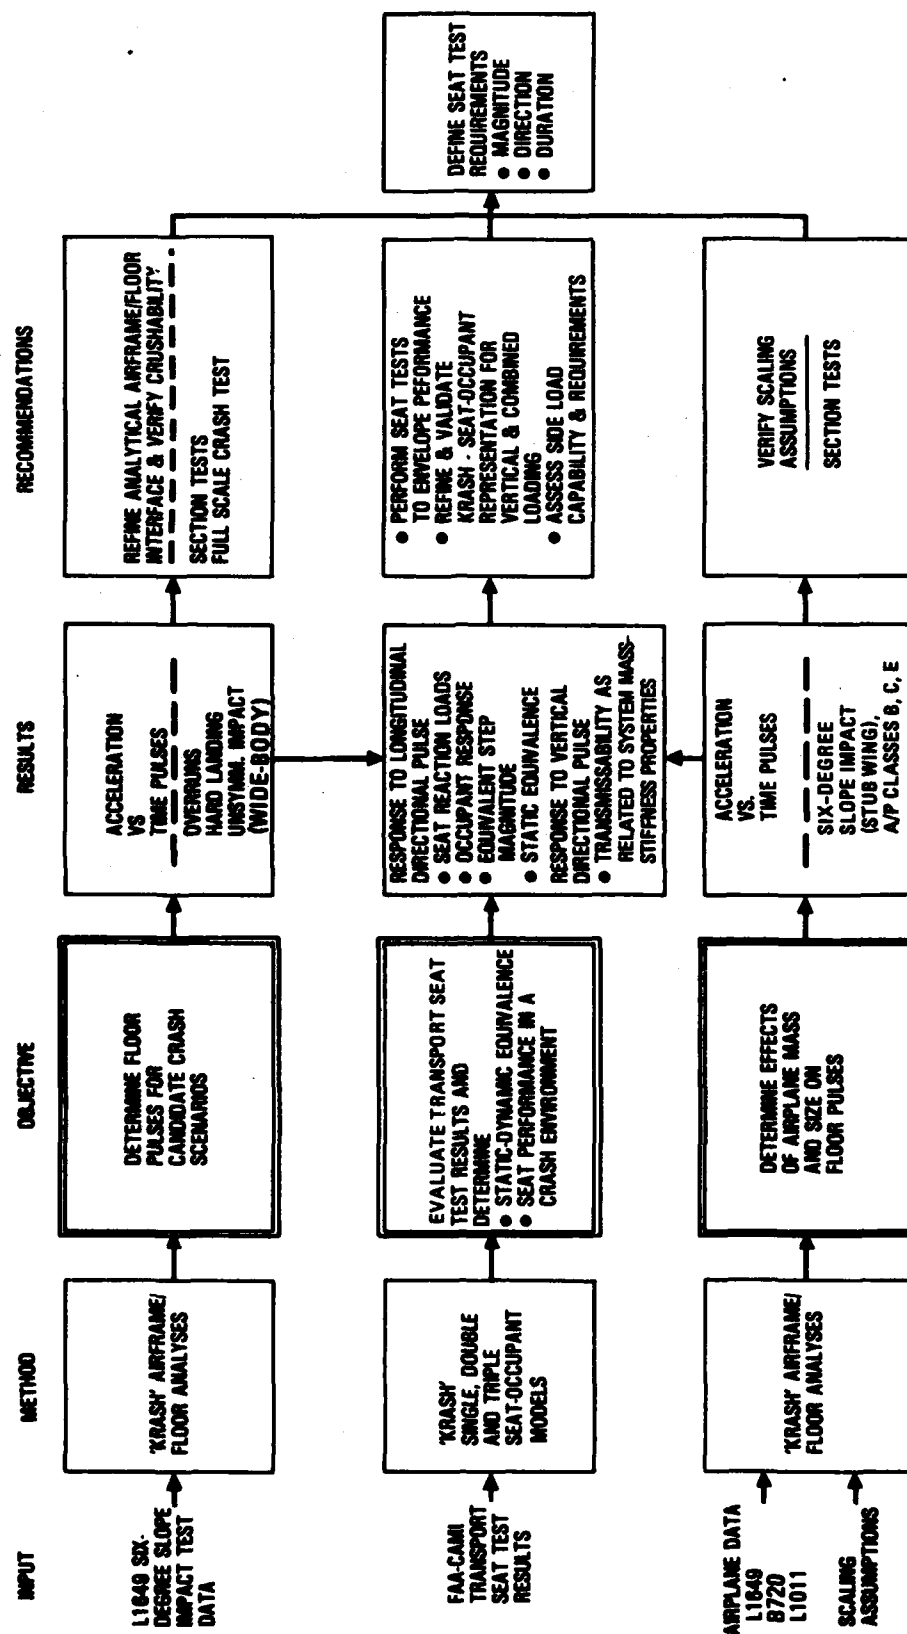 INPUT
METHOD
OBJECTIVE
RESULTS
RECOMMENDATIONS
L1649 SIX-
DEGREE SLOPE
IMPACT TEST
DATA
'KRASH' AIRFRAME/
FLOOR ANALYSES
DETERMINE FLOOR
PULSES FOR
CANDIDATE CRASH
SCENARIOS
ACCELERATION
VS
TIME PULSES
OVERRUNS
HARD LANDING
UNSYMM. IMPACT
(WIDE-BODY)
REFINE ANALYTICAL AIRFRAME/FLOOR
INTERFACE & VERIFY CRUSHABILITY
SECTION TESTS
FULL SCALE CRASH TEST
FAA-CAMI
TRANSPORT
SEAT TEST
RESULTS
'KRASH'
SINGLE, DOUBLE
AND TRIPLE
SEAT-OCCUPANT
MODELS
EVALUATE TRANSPORT SEAT
TEST RESULTS AND
DETERMINE
● STATIC-DYNAMIC EQUIVALENCE
● SEAT PERFORMANCE IN A
CRASH ENVIRONMENT
RESPONSE TO LONGITUDINAL
DIRECTIONAL PULSE
● SEAT REACTION LOADS
● OCCUPANT RESPONSE
● EQUIVALENT STEP
MAGNITUDE
● STATIC EQUIVALENCE
RESPONSE TO VERTICAL
DIRECTIONAL PULSE
● TRANSMISSABILITY AS
RELATED TO SYSTEM MASS-
STIFFNESS PROPERTIES
● PERFORM SEAT TESTS
TO ENVELOPE PEFORMANCE
● REFINE & VALIDATE
KRASH - SEAT-OCCUPANT
REPRESENTATION FOR
VERTICAL & COMBINED
LOADING
● ASSESS SIDE LOAD
CAPABILITY & REQUIREMENTS
DEFINE SEAT TEST
REQUIREMENTS
● MAGNITUDE
● DIRECTION
● DURATION
AIRPLANE DATA
L1649
B720
L1011
SCALING
ASSUMPTIONS
'KRASH' AIRFRAME/
FLOOR ANALYSES
DETERMINE EFFECTS
OF AIRPLANE MASS
AND SIZE ON
FLOOR PULSES
ACCELERATION
VS.
TIME PULSES
SIX-DEGREE
SLOPE IMPACT
(STUB WING),
A/P CLASSES B, C, E
VERIFY SCALING
ASSUMPTIONS
SECTION TESTS